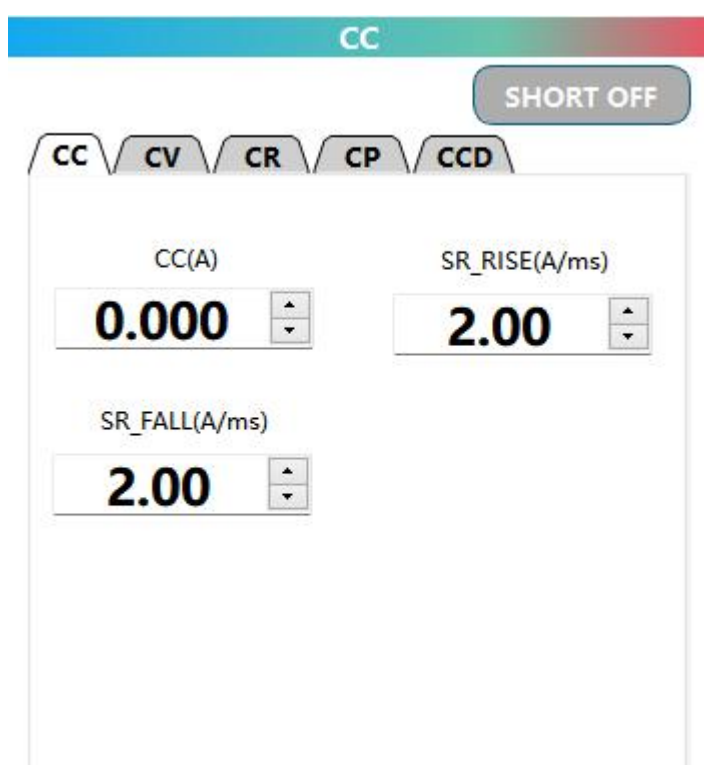 CC
SHORT OFF
CC CV CR CP CCD
CC(A) SR_RISE(A/ms)
0.000 2.00
SR_FALL(A/ms)
2.00